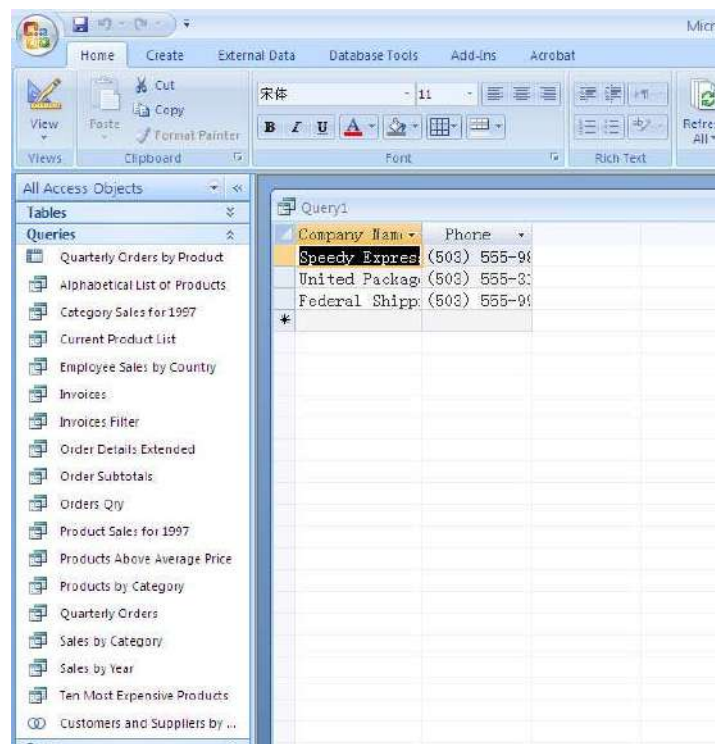 Micr
Home Create External Data Database Tools Add-Ins Acrobat
View
Paste
Cut
Copy
Format Painter
宋体 11
B I U A
Refre
All
Views Clipboard Font Rich Text
All Access Objects
Tables
Queries
Quarterly Orders by Product
Alphabetical List of Products
Category Sales for 1997
Current Product List
Employee Sales by Country
Invoices
Invoices Filter
Order Details Extended
Order Subtotals
Orders Qry
Product Sales for 1997
Products Above Average Price
Products by Category
Quarterly Orders
Sales by Category
Sales by Year
Ten Most Expensive Products
Customers and Suppliers by ...
Query1
Company Nam Phone
Speedy Expres (503) 555-98
United Packag (503) 555-3
Federal Shipp (503) 555-99